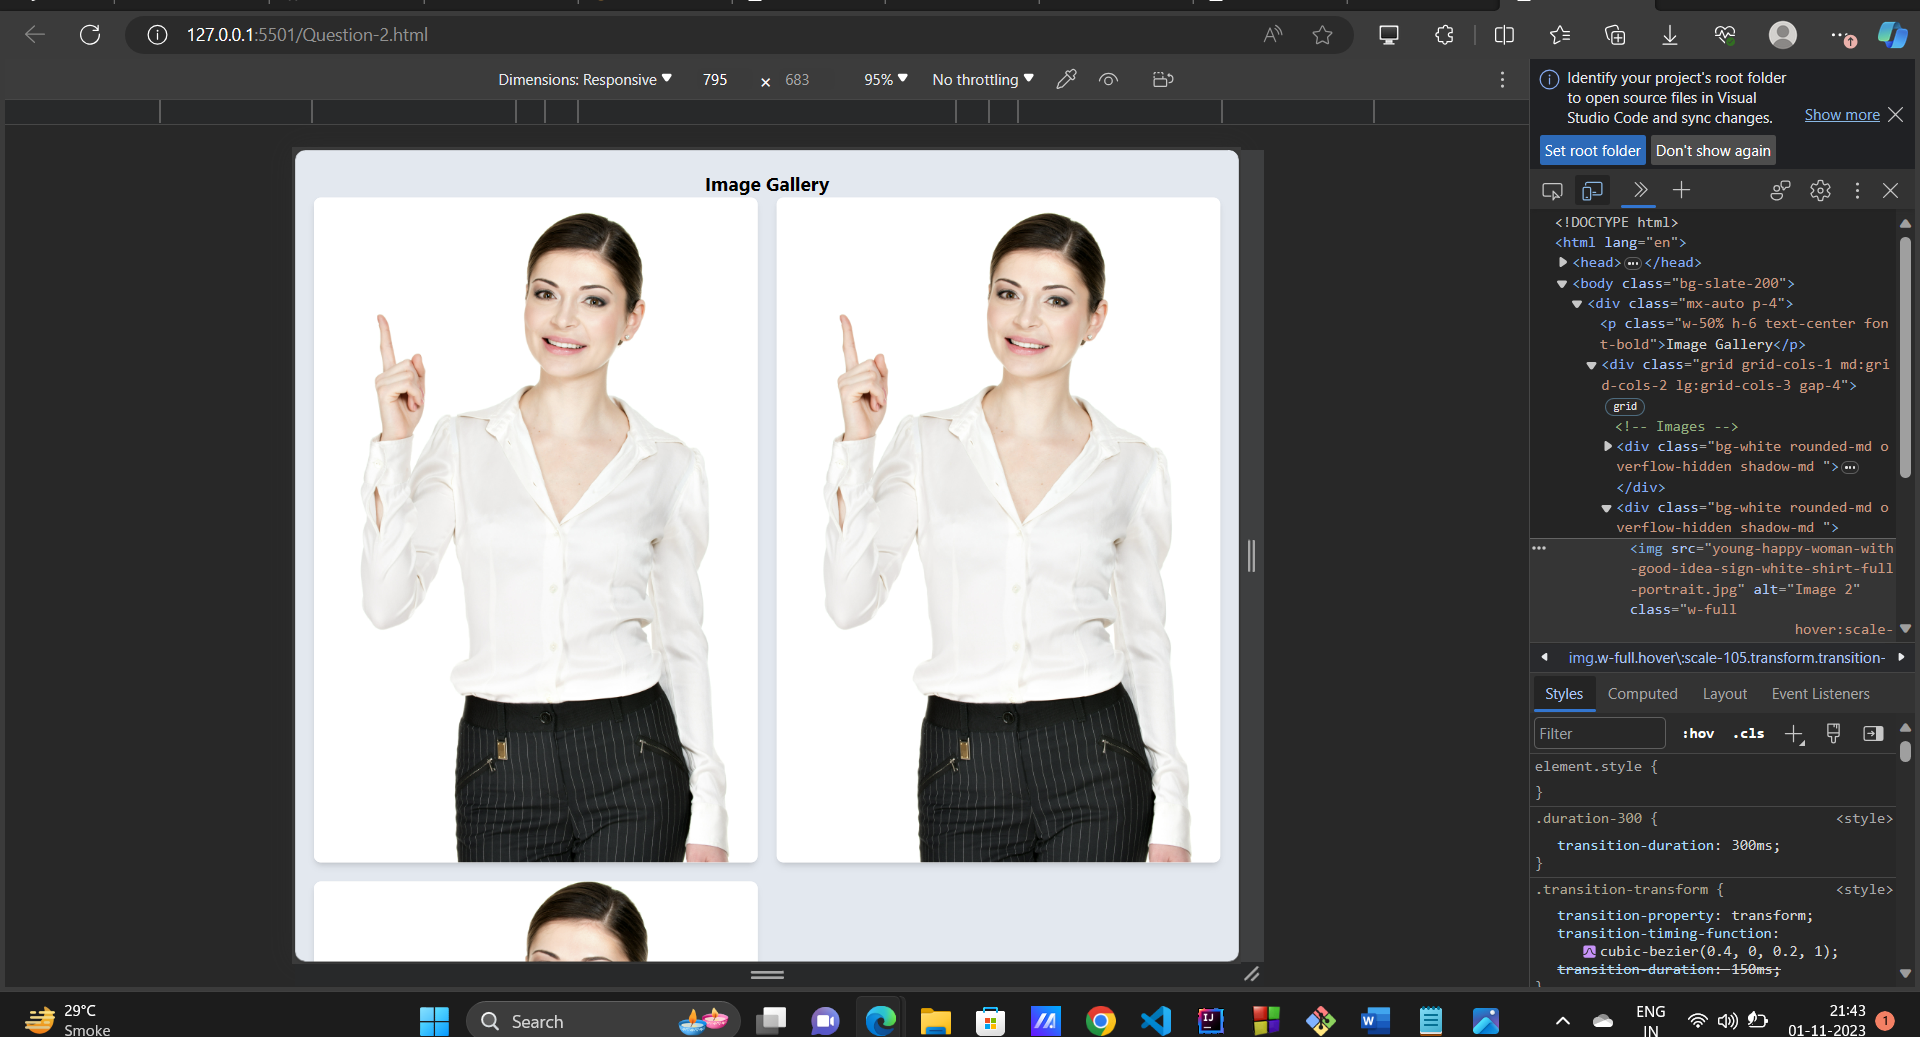 127.0.0.1:5501/Question-2.html
Dimensions: Responsive 795 × 683 95% No throttling
Identify your project's root folder
to open source files in Visual
Studio Code and sync changes.
Show more
Set root folder Don't show again
Image Gallery
<!DOCTYPE html>
<html lang="en">
<head> ••• </head>
<body class="bg-slate-200">
<div class="mx-auto p-4">
<p class="w-50% h-6 text-center fon
t-bold">Image Gallery</p>
<div class="grid grid-cols-1 md:gri
d-cols-2 lg:grid-cols-3 gap-4">
grid
<!-- Images -->
<div class="bg-white rounded-md o
verflow-hidden shadow-md "> •••
</div>
<div class="bg-white rounded-md o
verflow-hidden shadow-md ">
<img src="young-happy-woman-with
-good-idea-sign-white-shirt-full
-portrait.jpg" alt="Image 2"
class="w-full
hover:scale-
img.w-full.hover\:scale-105.transform.transition-
Styles Computed Layout Event Listeners
Filter :hov .cls
element.style {
}
.duration-300 { <style>
transition-duration: 300ms;
}
.transition-transform { <style>
transition-property: transform;
transition-timing-function:
cubic-bezier(0.4, 0, 0.2, 1);
transition-duration: 150ms;
}
29°C
Smoke
Search
ENG
IN
21:43
01-11-2023
1